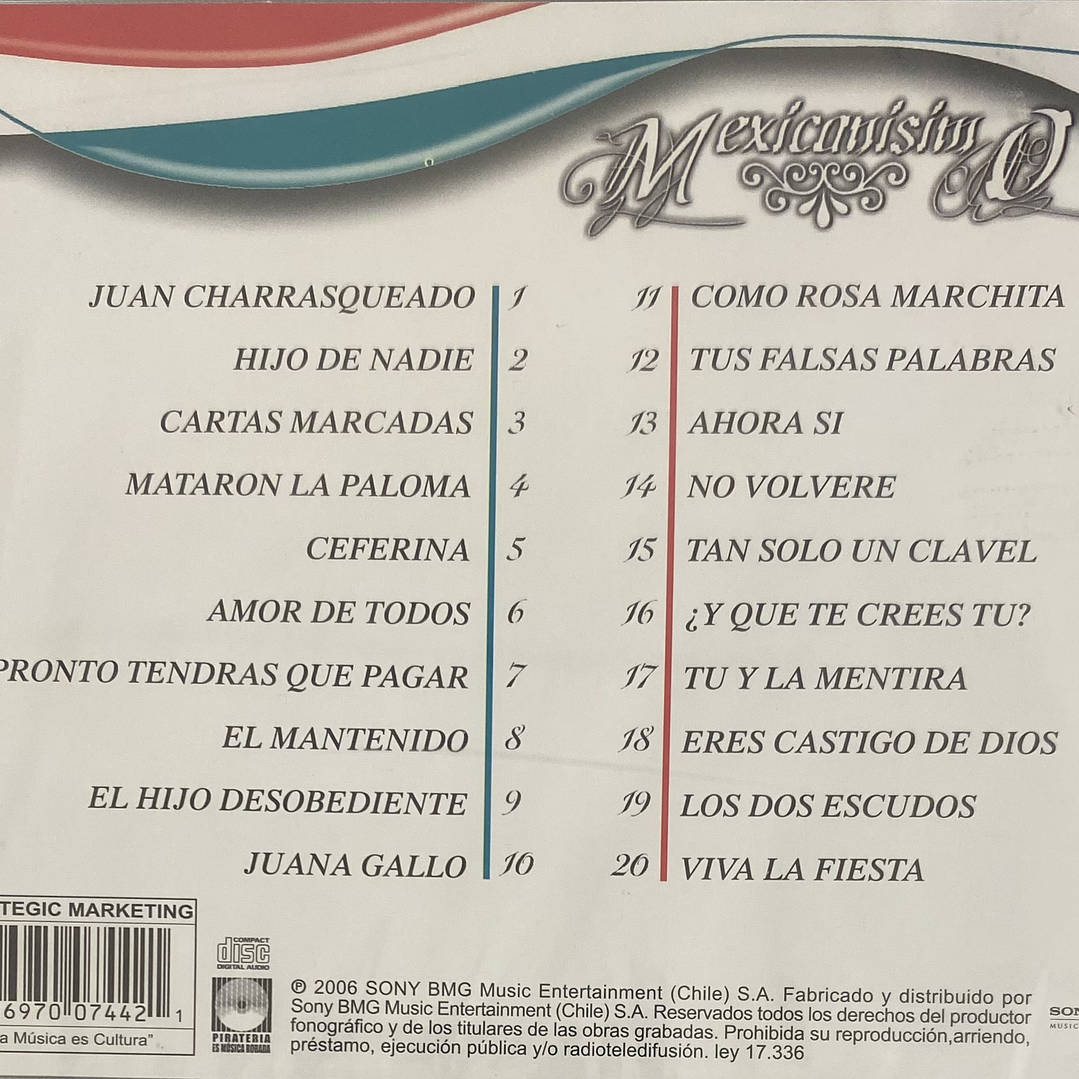 MexicanisimO
JUAN CHARRASQUEADO 1
HIJO DE NADIE 2
CARTAS MARCADAS 3
MATARON LA PALOMA 4
CEFERINA 5
AMOR DE TODOS 6
PRONTO TENDRAS QUE PAGAR 7
EL MANTENIDO 8
EL HIJO DESOBEDIENTE 9
JUANA GALLO 10
11 COMO ROSA MARCHITA
12 TUS FALSAS PALABRAS
13 AHORA SI
14 NO VOLVERE
15 TAN SOLO UN CLAVEL
16 ¿Y QUE TE CREES TU?
17 TU Y LA MENTIRA
18 ERES CASTIGO DE DIOS
19 LOS DOS ESCUDOS
20 VIVA LA FIESTA
TEGIC MARKETING
6970 07442 1
a Música es Cultura"
COMPACT
disc
DIGITAL AUDIO
PIRATERIA
ES MÚSICA ROBADA
℗ 2006 SONY BMG Music Entertainment (Chile) S.A. Fabricado y distribuido por
Sony BMG Music Entertainment (Chile) S.A. Reservados todos los derechos del productor
fonográfico y de los titulares de las obras grabadas. Prohibida su reproducción,arriendo,
préstamo, ejecución pública y/o radioteledifusión. ley 17.336
SON
MUSIC